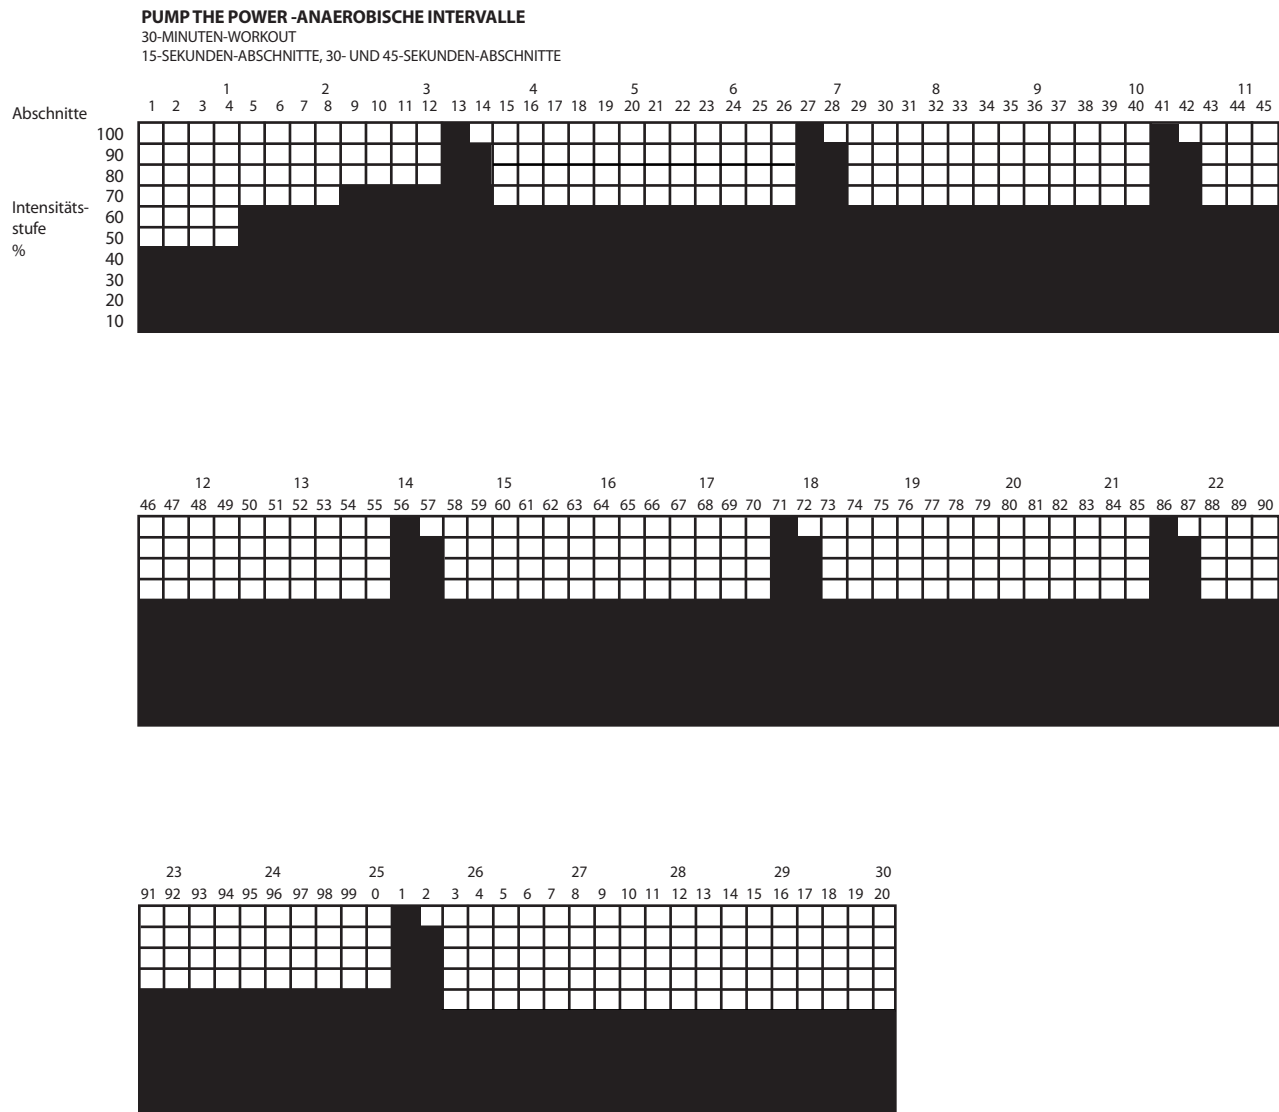 PUMP THE POWER -ANAEROBISCHE INTERVALLE
30-MINUTEN-WORKOUT
15-SEKUNDEN-ABSCHNITTE, 30- UND 45-SEKUNDEN-ABSCHNITTE
1 2 3 4 5 6 7 8 9 10 11
Abschnitte 1 2 3 4 5 6 7 8 9 10 11 12 13 14 15 16 17 18 19 20 21 22 23 24 25 26 27 28 29 30 31 32 33 34 35 36 37 38 39 40 41 42 43 44 45
100
90
80
70
Intensitäts-
60
stufe
50
%
40
30
20
10
12 13 14 15 16 17 18 19 20 21 22
46 47 48 49 50 51 52 53 54 55 56 57 58 59 60 61 62 63 64 65 66 67 68 69 70 71 72 73 74 75 76 77 78 79 80 81 82 83 84 85 86 87 88 89 90
23 24 25 26 27 28 29 30
91 92 93 94 95 96 97 98 99 0 1 2 3 4 5 6 7 8 9 10 11 12 13 14 15 16 17 18 19 20